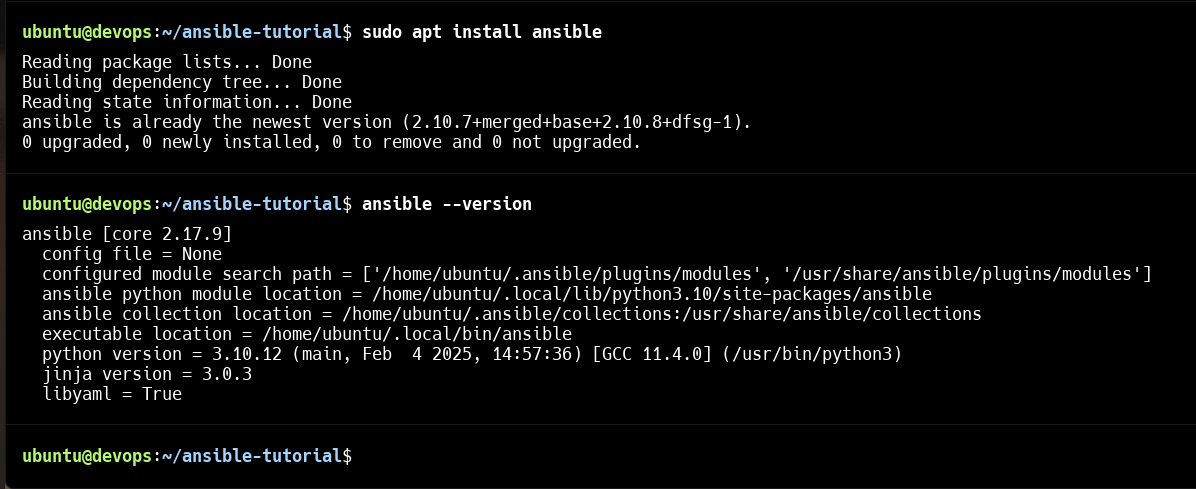 ubuntu@devops:~/ansible-tutorial$ sudo apt install ansible
Reading package lists... Done
Building dependency tree... Done
Reading state information... Done
ansible is already the newest version (2.10.7+merged+base+2.10.8+dfsg-1).
0 upgraded, 0 newly installed, 0 to remove and 0 not upgraded.
ubuntu@devops:~/ansible-tutorial$ ansible --version
ansible [core 2.17.9]
  config file = None
  configured module search path = ['/home/ubuntu/.ansible/plugins/modules', '/usr/share/ansible/plugins/modules']
  ansible python module location = /home/ubuntu/.local/lib/python3.10/site-packages/ansible
  ansible collection location = /home/ubuntu/.ansible/collections:/usr/share/ansible/collections
  executable location = /home/ubuntu/.local/bin/ansible
  python version = 3.10.12 (main, Feb  4 2025, 14:57:36) [GCC 11.4.0] (/usr/bin/python3)
  jinja version = 3.0.3
  libyaml = True
ubuntu@devops:~/ansible-tutorial$